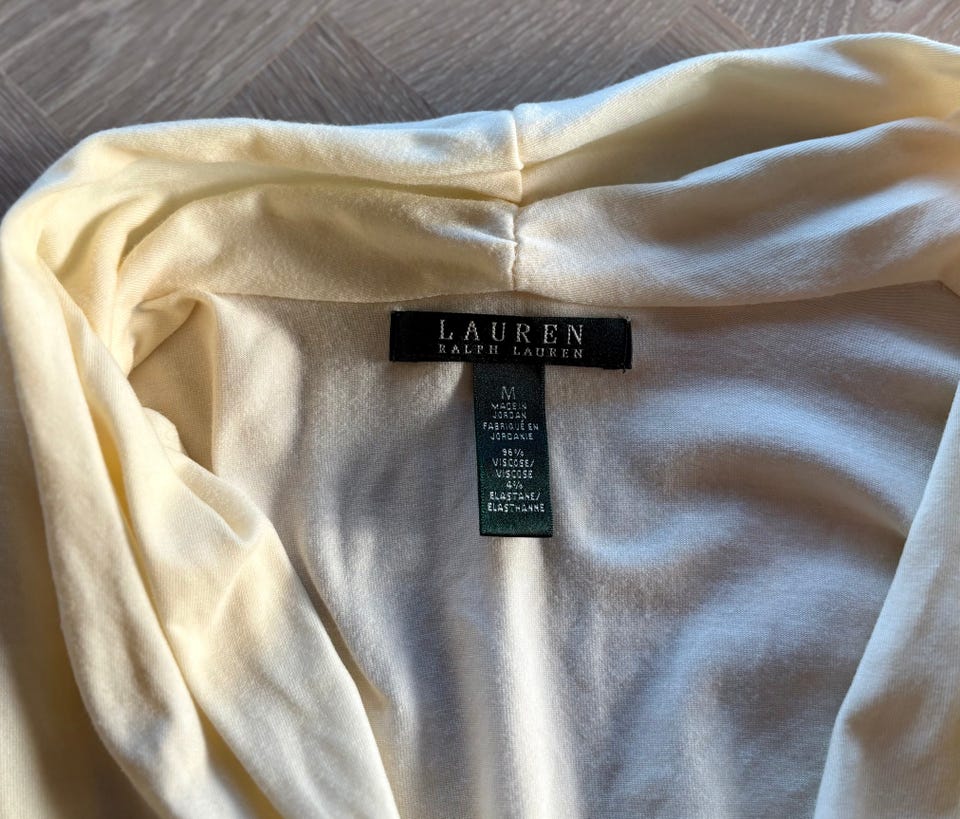 LAUREN
RALPH LAUREN
M
MADE IN
JORDAN
FABRIQUÉ EN
JORDANIE
96%
VISCOSE/
VISCOSE
4%
ELASTANE/
ELASTHANNE